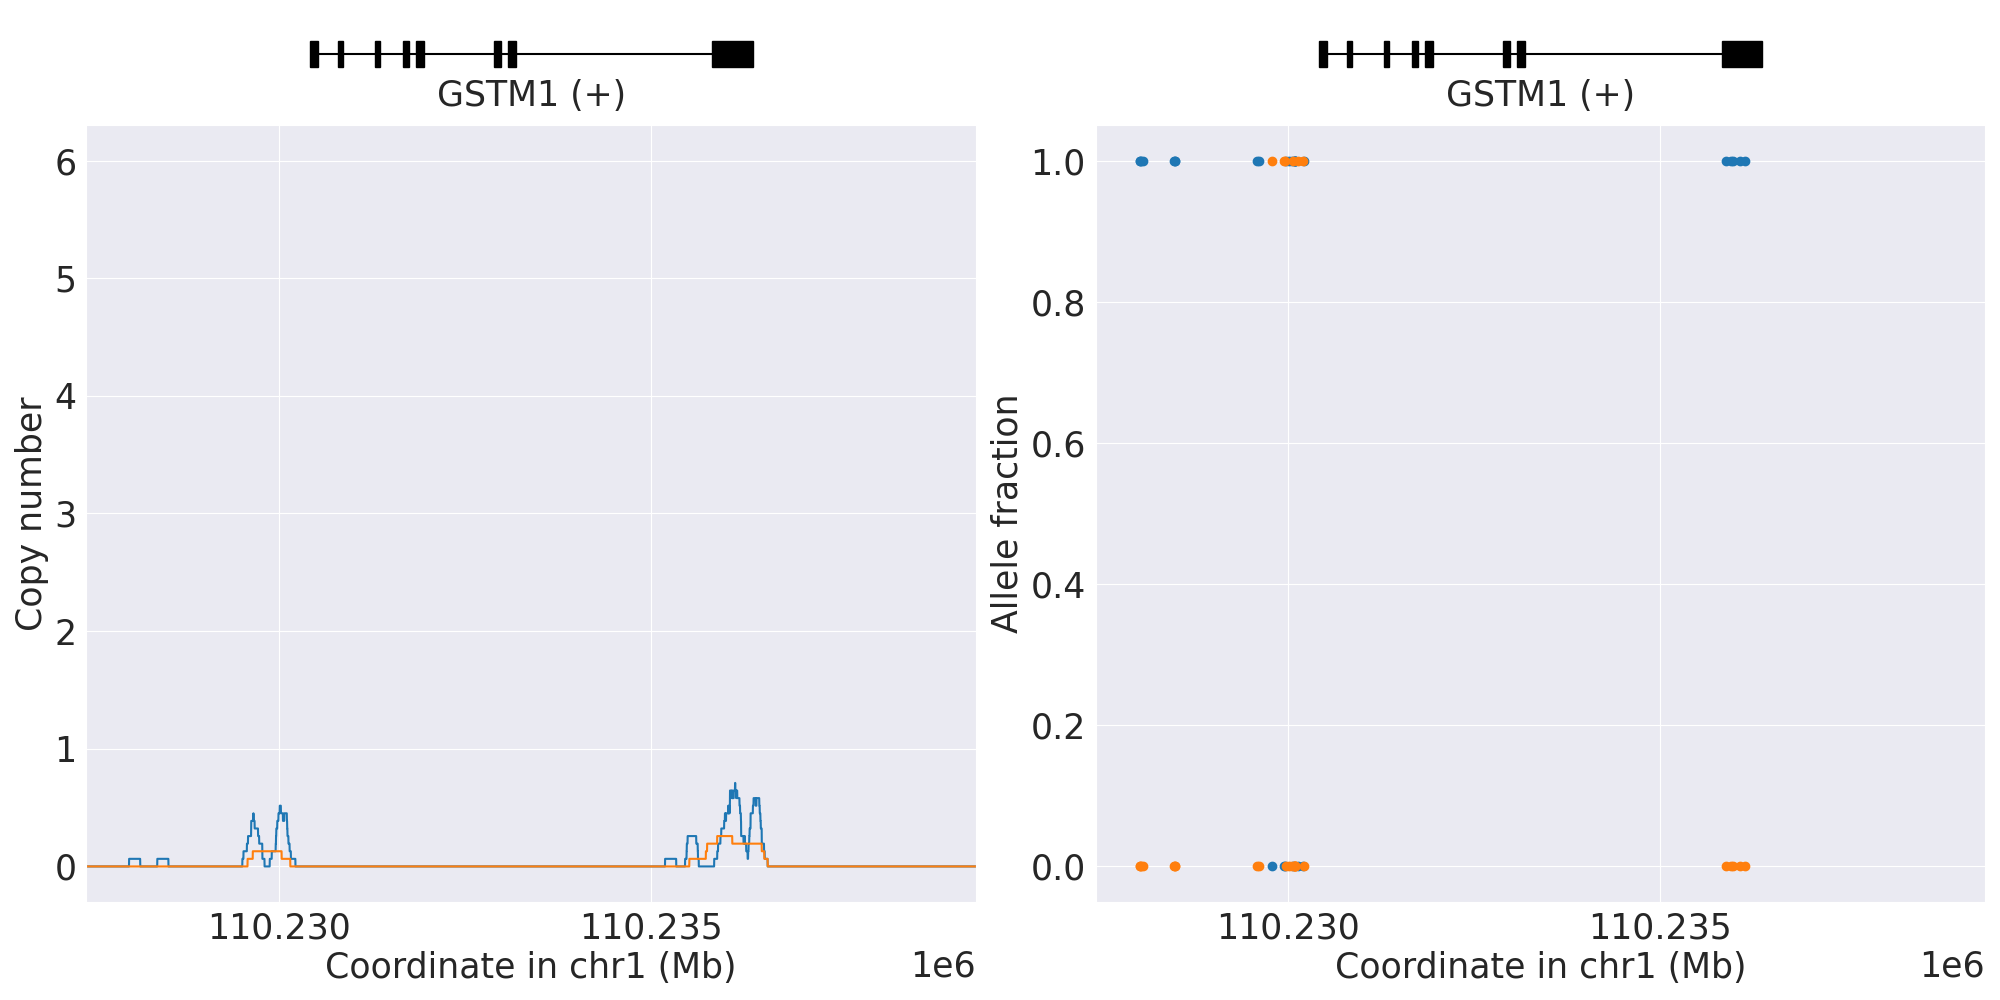 GSTM1 (+)
6
5
4
3
2
1
0
Copy number
110.230
110.235
Coordinate in chr1 (Mb)
1e6
GSTM1 (+)
1.0
0.8
0.6
0.4
0.2
0.0
Allele fraction
110.230
110.235
Coordinate in chr1 (Mb)
1e6